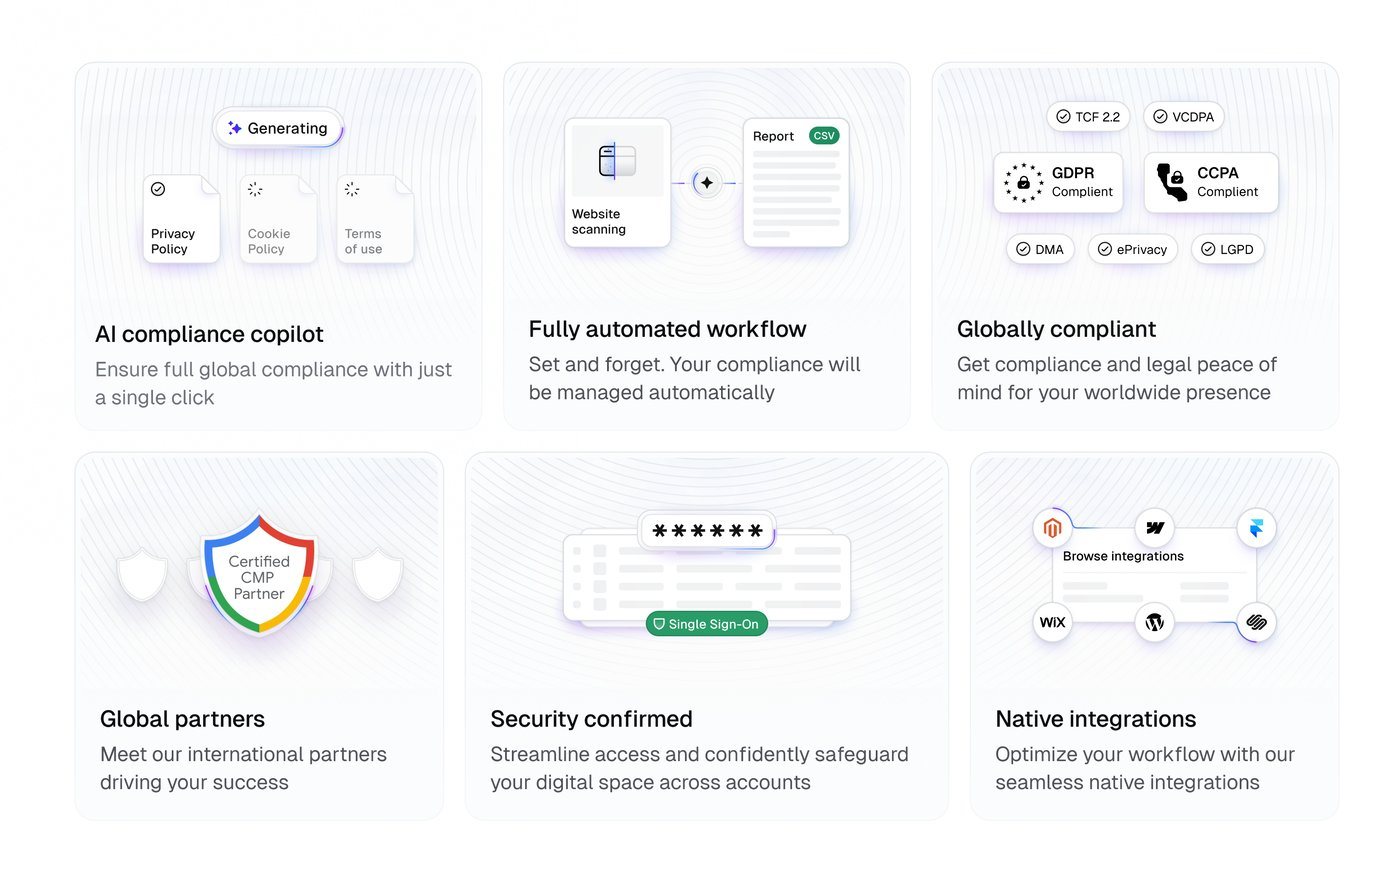 Generating
Privacy
Policy
Cookie
Policy
Terms
of use
AI compliance copilot
Ensure full global compliance with just
a single click
Website
scanning
Report
CSV
Fully automated workflow
Set and forget. Your compliance will
be managed automatically
TCF 2.2
VCDPA
GDPR
Complient
CCPA
Complient
DMA
ePrivacy
LGPD
Globally compliant
Get compliance and legal peace of
mind for your worldwide presence
Certified
CMP
Partner
Global partners
Meet our international partners
driving your success
******
Single Sign-On
Security confirmed
Streamline access and confidently safeguard
your digital space across accounts
Browse integrations
WiX
Native integrations
Optimize your workflow with our
seamless native integrations